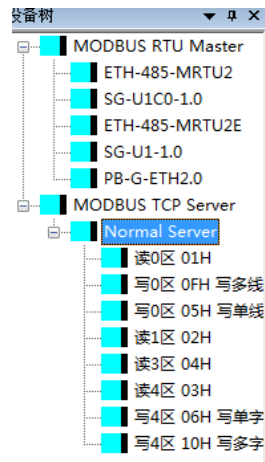 设备树
MODBUS RTU Master
ETH-485-MRTU2
SG-U1C0-1.0
ETH-485-MRTU2E
SG-U1-1.0
PB-G-ETH2.0
MODBUS TCP Server
Normal Server
读0区 01H
写0区 0FH 写多线
写0区 05H 写单线
读1区 02H
读3区 04H
读4区 03H
写4区 06H 写单字
写4区 10H 写多字